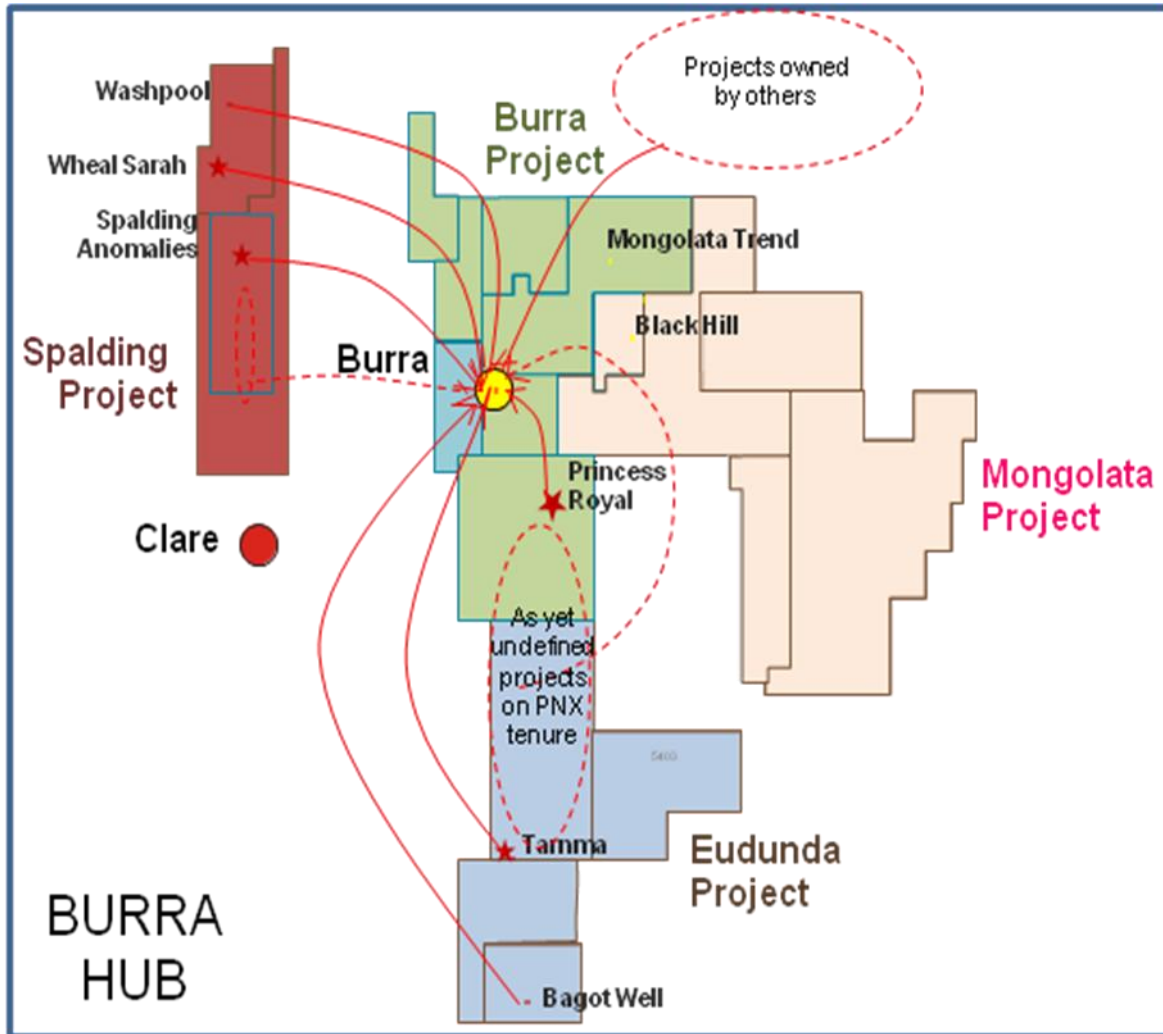 Washpool
Wheal Sarah
Spalding
Anomalies
Spalding
Project
Burra
Project
Projects owned
by others
Mongolata Trend
Black Hill
Burra
Princess
Royal
Mongolata
Project
Clare
As yet
undefined
projects
on PNX
tenure
Tarnma
Eudunda
Project
BURRA
HUB
Bagot Well